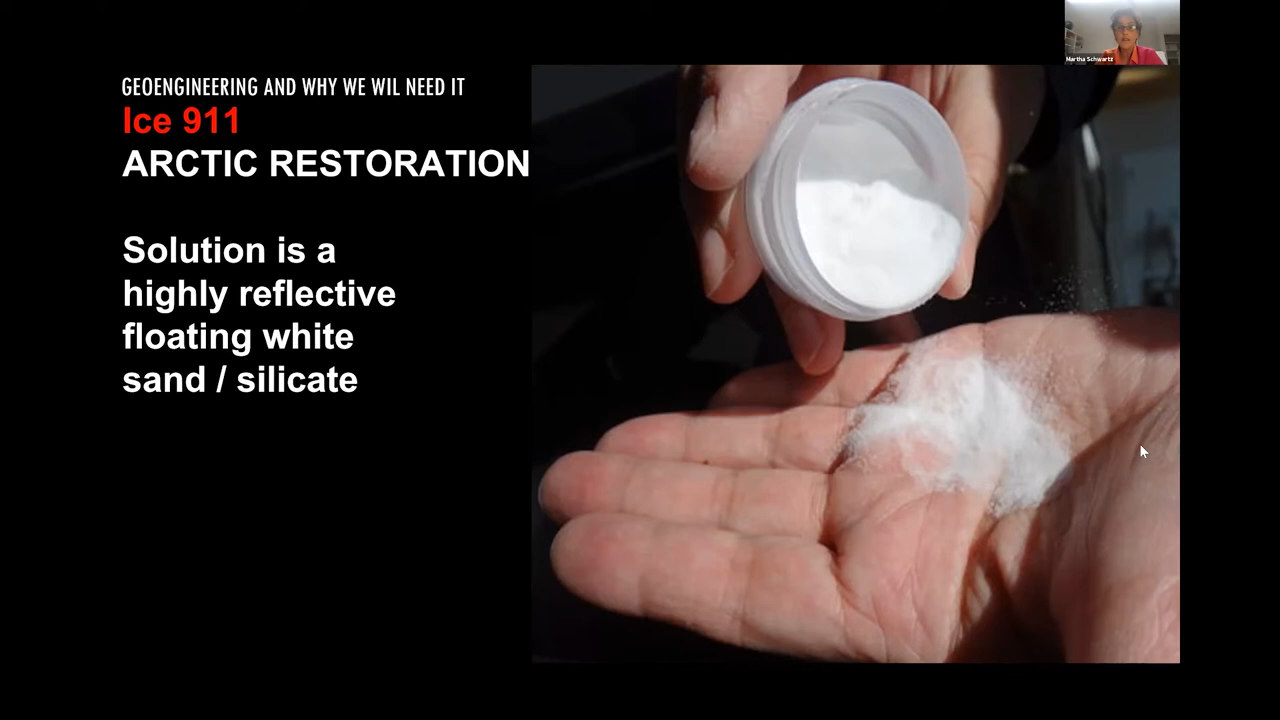 GEOENGINEERING AND WHY WE WIL NEED IT
Ice 911
ARCTIC RESTORATION
Solution is a
highly reflective
floating white
sand / silicate
Martha Schwartz